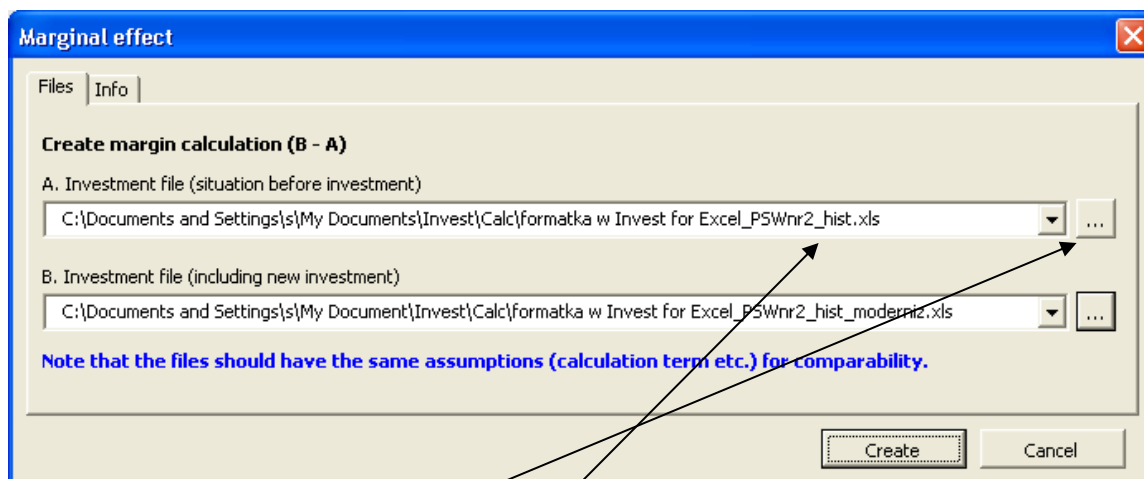 Marginal effect
Files Info
Create margin calculation (B - A)
A. Investment file (situation before investment)
C:\Documents and Settings\s\My Documents\Invest\Calc\formatka w Invest for Excel_PSWnr2_hist.xls ...
B. Investment file (including new investment)
C:\Documents and Settings\s\My Document\Invest\Calc\formatka w Invest for Excel_PSWnr2_hist_moderniz.xls ...
Note that the files should have the same assumptions (calculation term etc.) for comparability.
Create Cancel